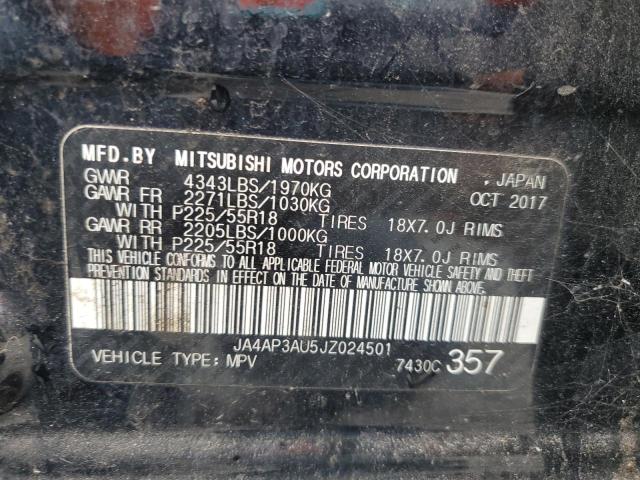 MFD.BY MITSUBISHI MOTORS CORPORATION , JAPAN
GVWR 4343LBS/1970KG OCT 2017
GAWR FR 2271LBS/1030KG
WITH P225/55R18 TIRES 18X7.0J RIMS
GAWR RR 2205LBS/1000KG
WITH P225/55R18 TIRES 18X7.0J RIMS
THIS VEHICLE CONFORMS TO ALL APPLICABLE FEDERAL MOTOR VEHICLE SAFETY AND THEFT
PREVENTION STANDARDS IN EFFECT ON THE DATE OF MANUFACTURE SHOWN ABOVE.
JA4AP3AU5JZ024501
VEHICLE TYPE: MPV 7430C 357